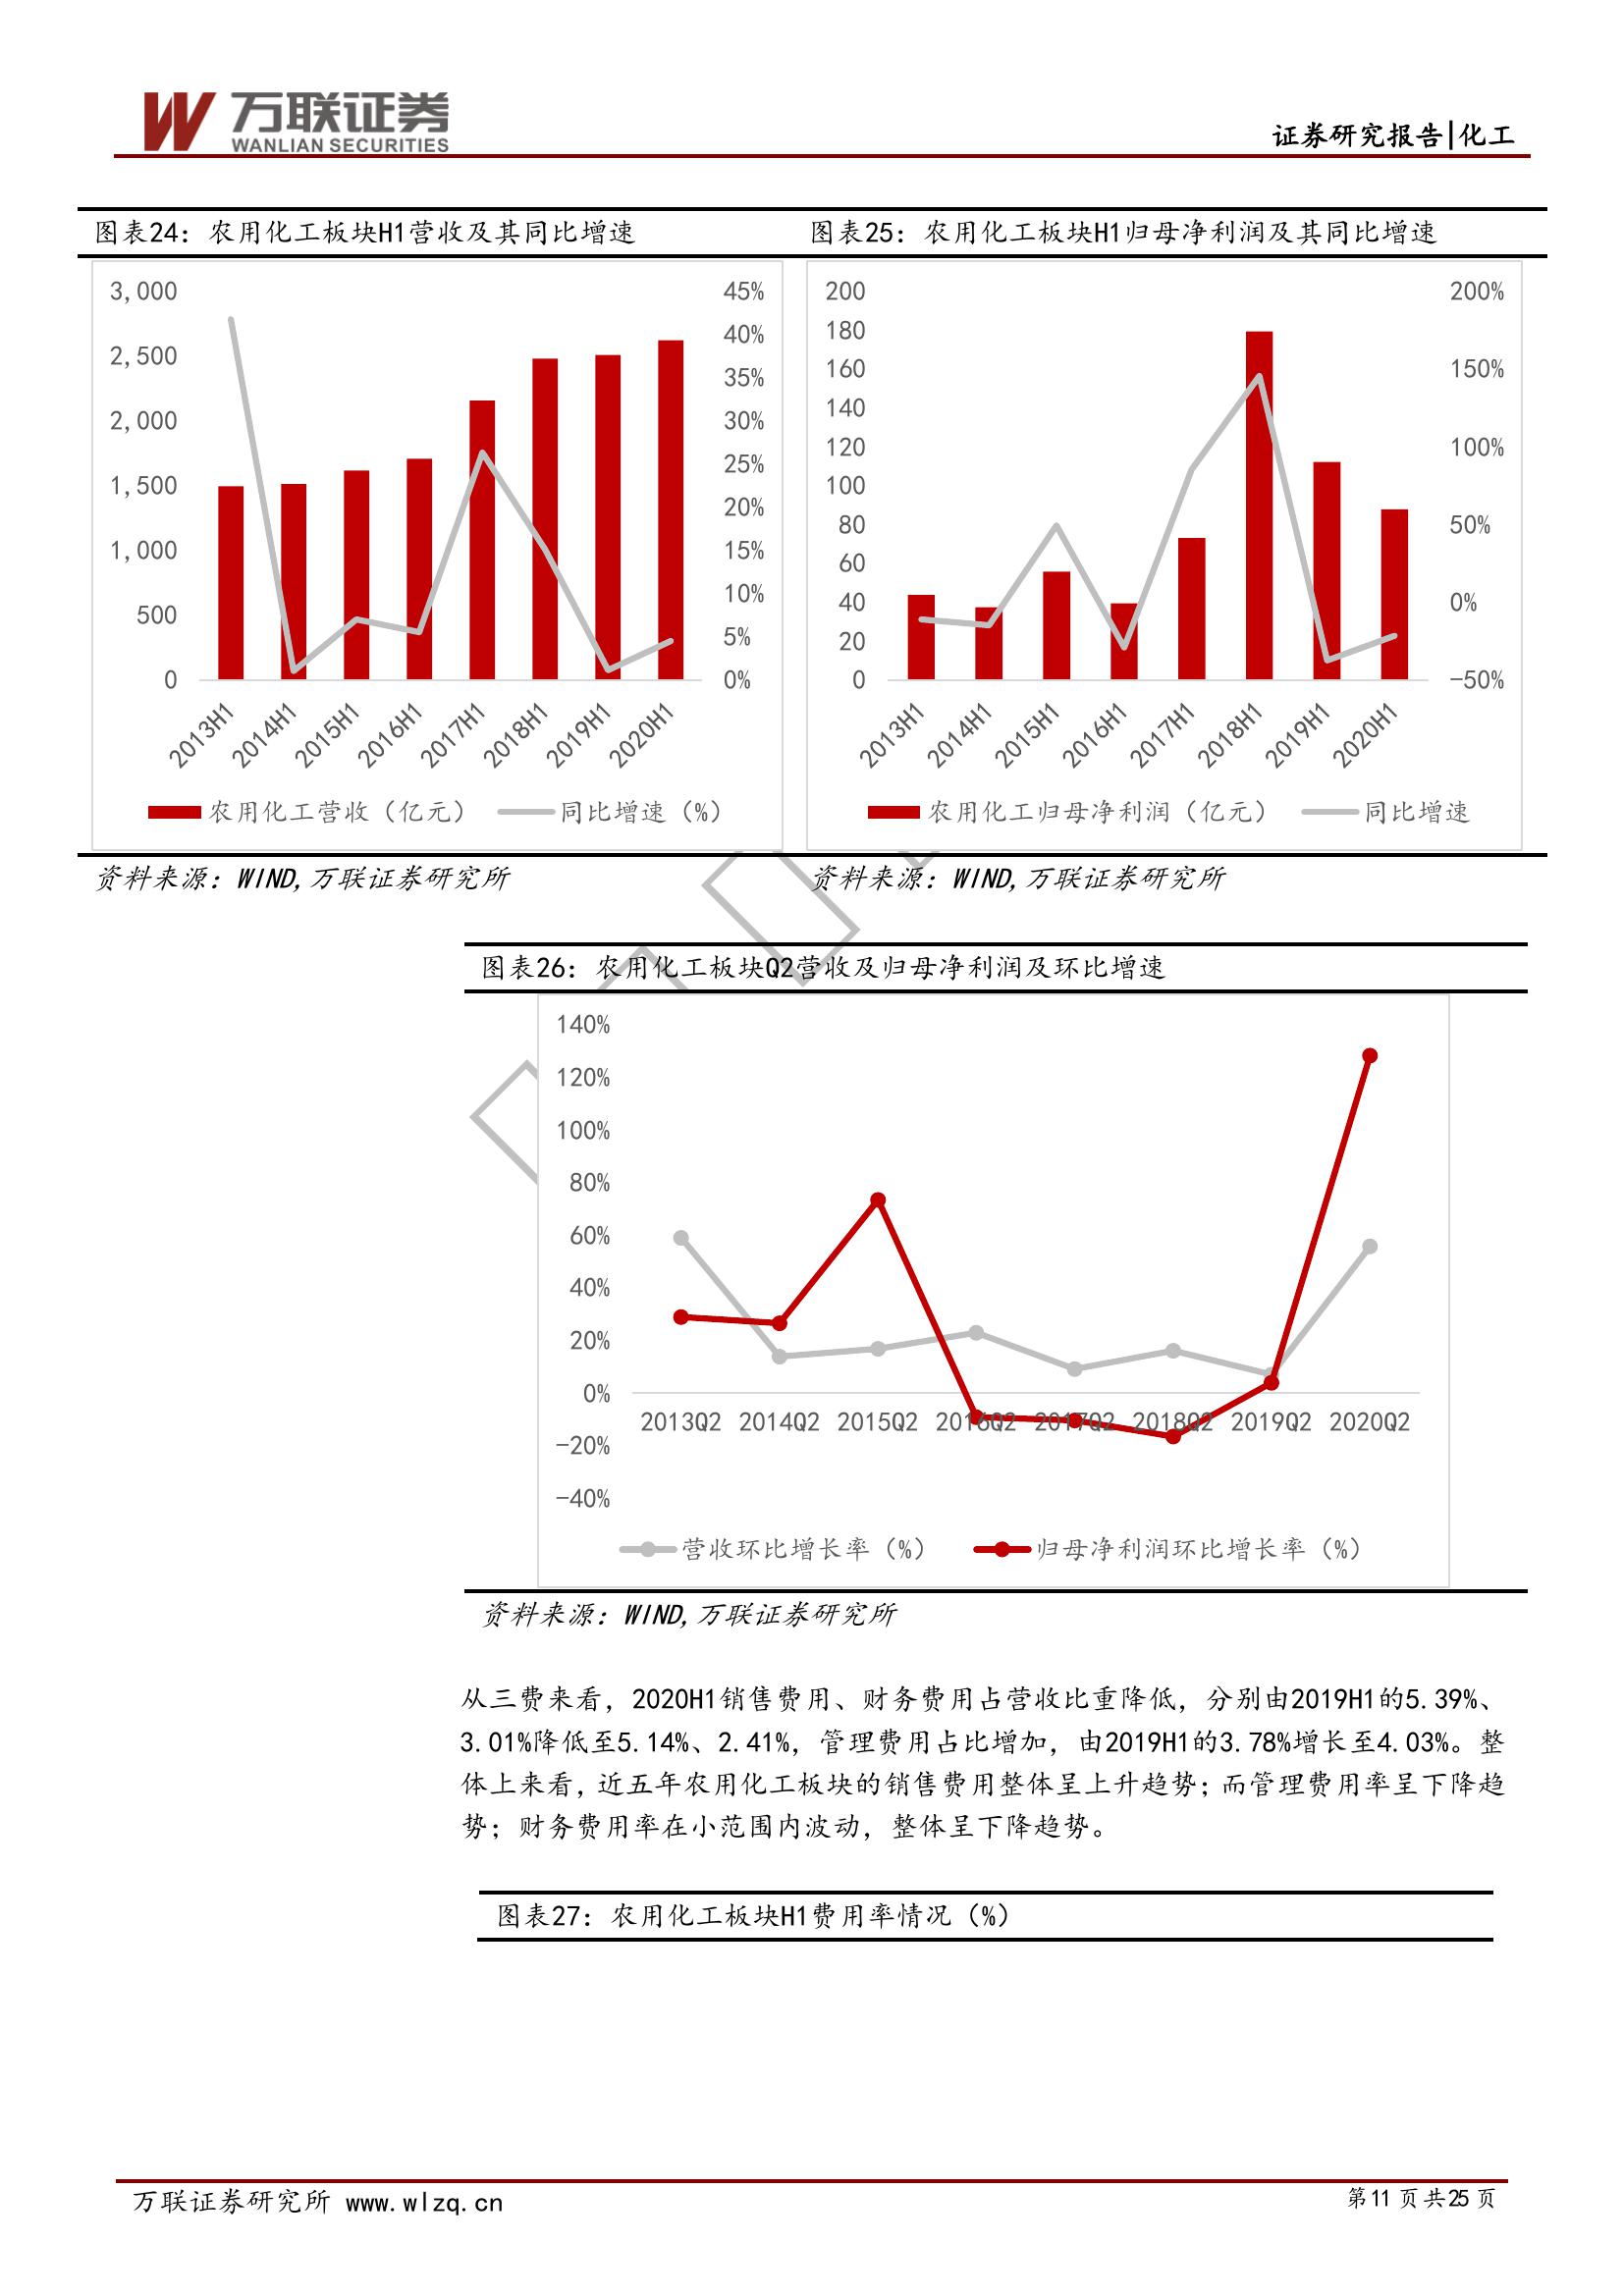 万联证券
WANLIAN SECURITIES
证券研究报告|化工
图表24：农用化工板块H1营收及其同比增速
3,000
2,500
2,000
1,500
1,000
500
0
45%
40%
35%
30%
25%
20%
15%
10%
5%
0%
2013H1 2014H1 2015H1 2016H1 2017H1 2018H1 2019H1 2020H1
农用化工营收（亿元） 同比增速（%）
资料来源：WIND,万联证券研究所
图表25：农用化工板块H1归母净利润及其同比增速
200
180
160
140
120
100
80
60
40
20
0
200%
150%
100%
50%
0%
-50%
2013H1 2014H1 2015H1 2016H1 2017H1 2018H1 2019H1 2020H1
农用化工归母净利润（亿元） 同比增速
资料来源：WIND,万联证券研究所
图表26：农用化工板块Q2营收及归母净利润及环比增速
140%
120%
100%
80%
60%
40%
20%
0%
-20%
-40%
2013Q2 2014Q2 2015Q2 2016Q2 2017Q2 2018Q2 2019Q2 2020Q2
营收环比增长率（%） 归母净利润环比增长率（%）
资料来源：WIND,万联证券研究所
从三费来看，2020H1销售费用、财务费用占营收比重降低，分别由2019H1的5.39%、
3.01%降低至5.14%、2.41%，管理费用占比增加，由2019H1的3.78%增长至4.03%。整
体上来看，近五年农用化工板块的销售费用整体呈上升趋势；而管理费用率呈下降趋
势；财务费用率在小范围内波动，整体呈下降趋势。
图表27：农用化工板块H1费用率情况（%）
万联证券研究所 www.wlzq.cn
第11 页 共25 页